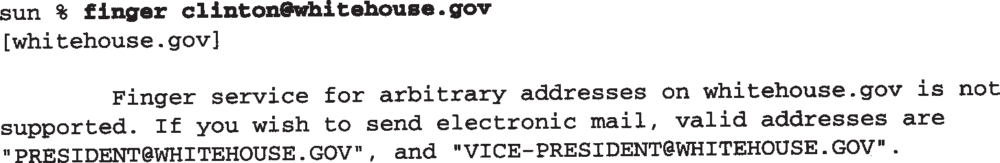 sun % finger clinton@whitehouse.gov
[whitehouse.gov]
Finger service for arbitrary addresses on whitehouse.gov is not
supported. If you wish to send electronic mail, valid addresses are
"PRESIDENT@WHITEHOUSE.GOV", and "VICE-PRESIDENT@WHITEHOUSE.GOV".